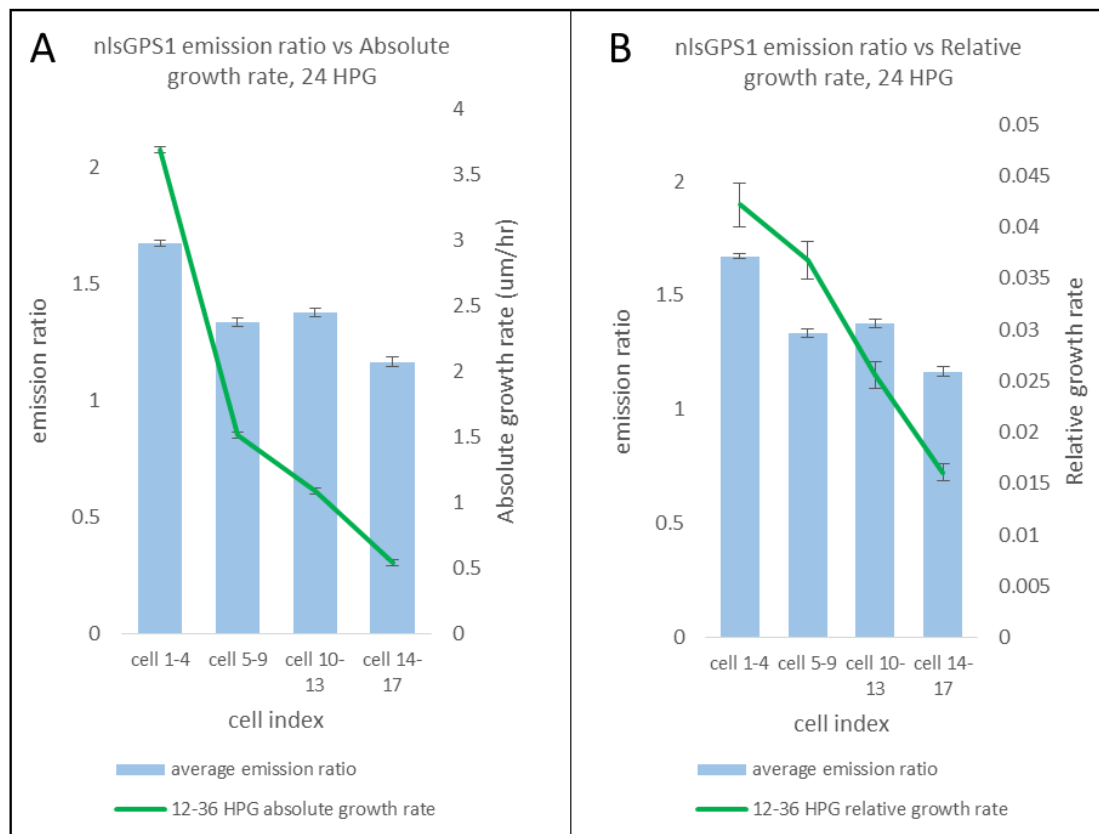 A
nlsGPS1 emission ratio vs Absolute
growth rate, 24 HPG
emission ratio
2
1.5
1
0.5
0
4
3.5
3
2.5
2
1.5
1
0.5
0
Absolute growth rate (um/hr)
cell 1-4
cell 5-9
cell 10-
13
cell 14-
17
cell index
average emission ratio
12-36 HPG absolute growth rate
B
nlsGPS1 emission ratio vs Relative
growth rate, 24 HPG
emission ratio
2
1.5
1
0.5
0
0.05
0.045
0.04
0.035
0.03
0.025
0.02
0.015
0.01
0.005
0
Relative growth rate
cell 1-4
cell 5-9
cell 10-
13
cell 14-
17
cell index
average emission ratio
12-36 HPG relative growth rate